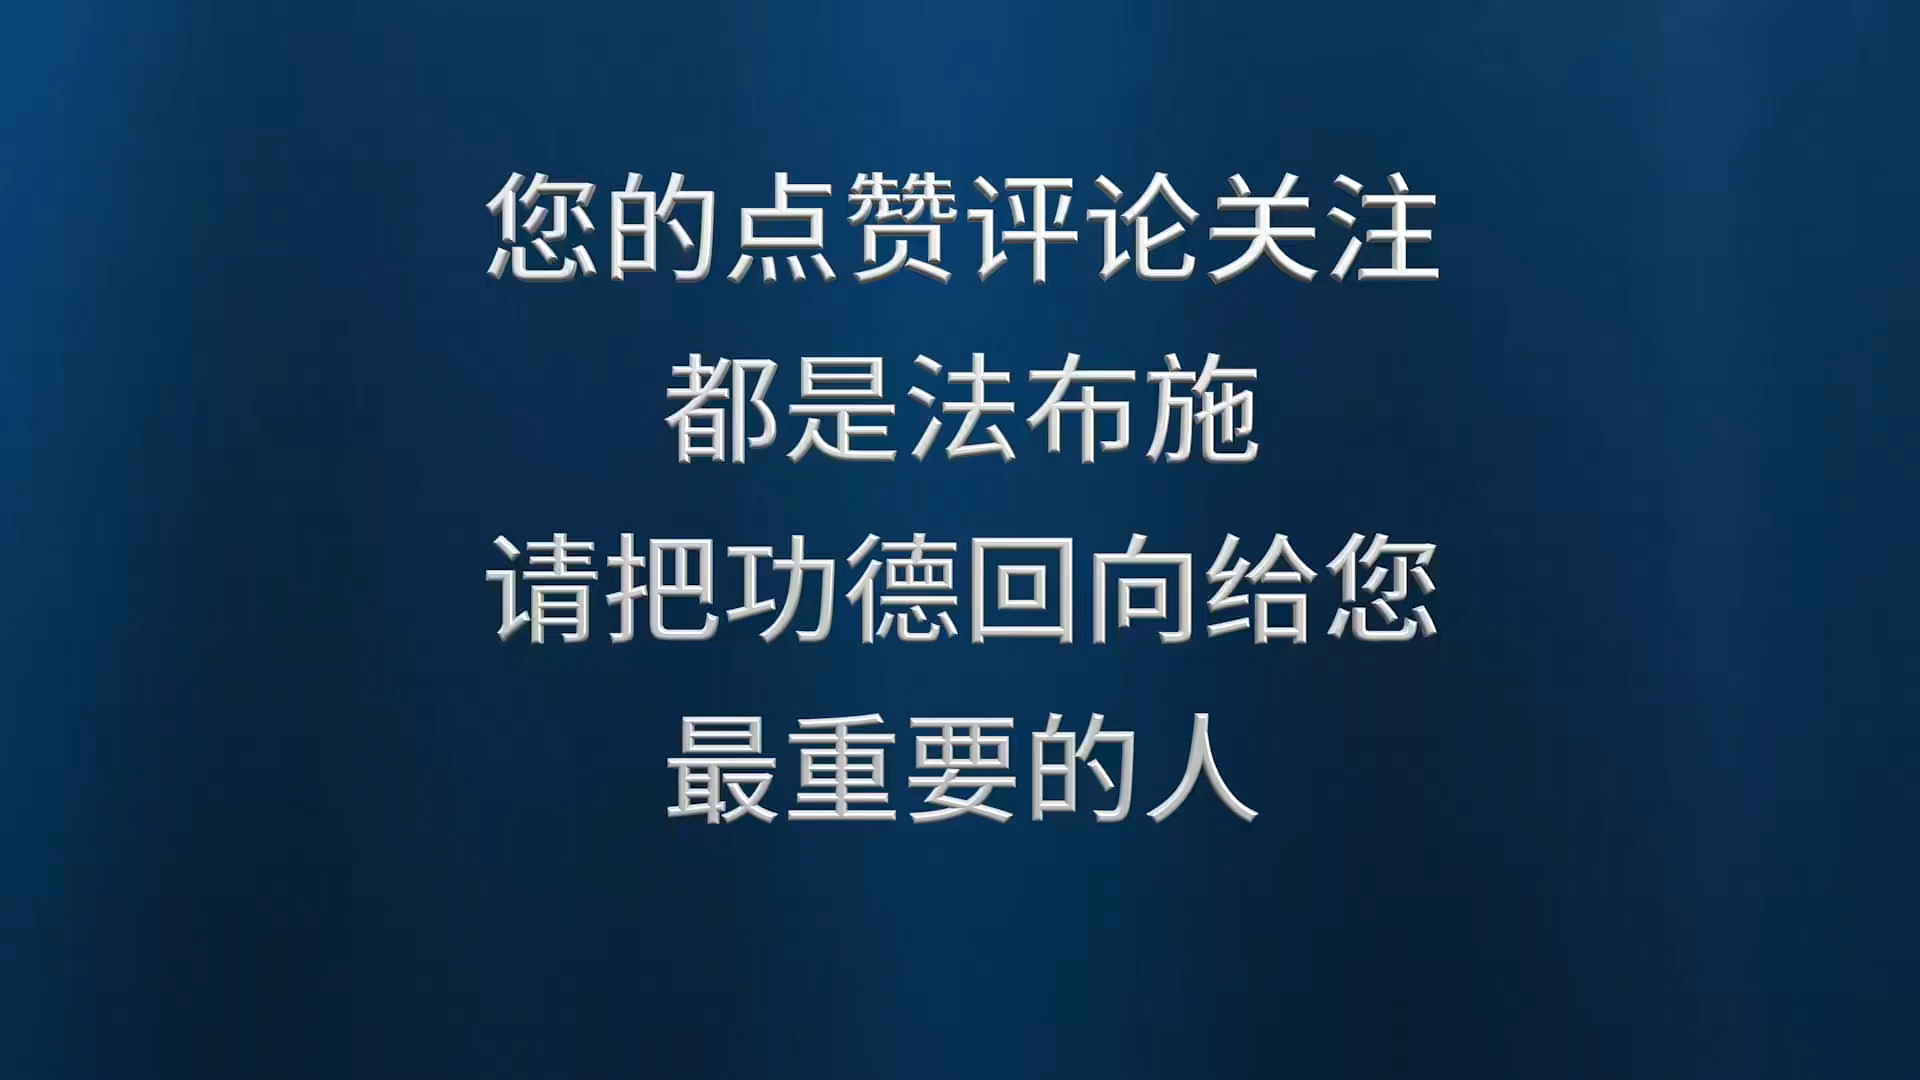 您的点赞评论关注
都是法布施
请把功德回向给您
最重要的人